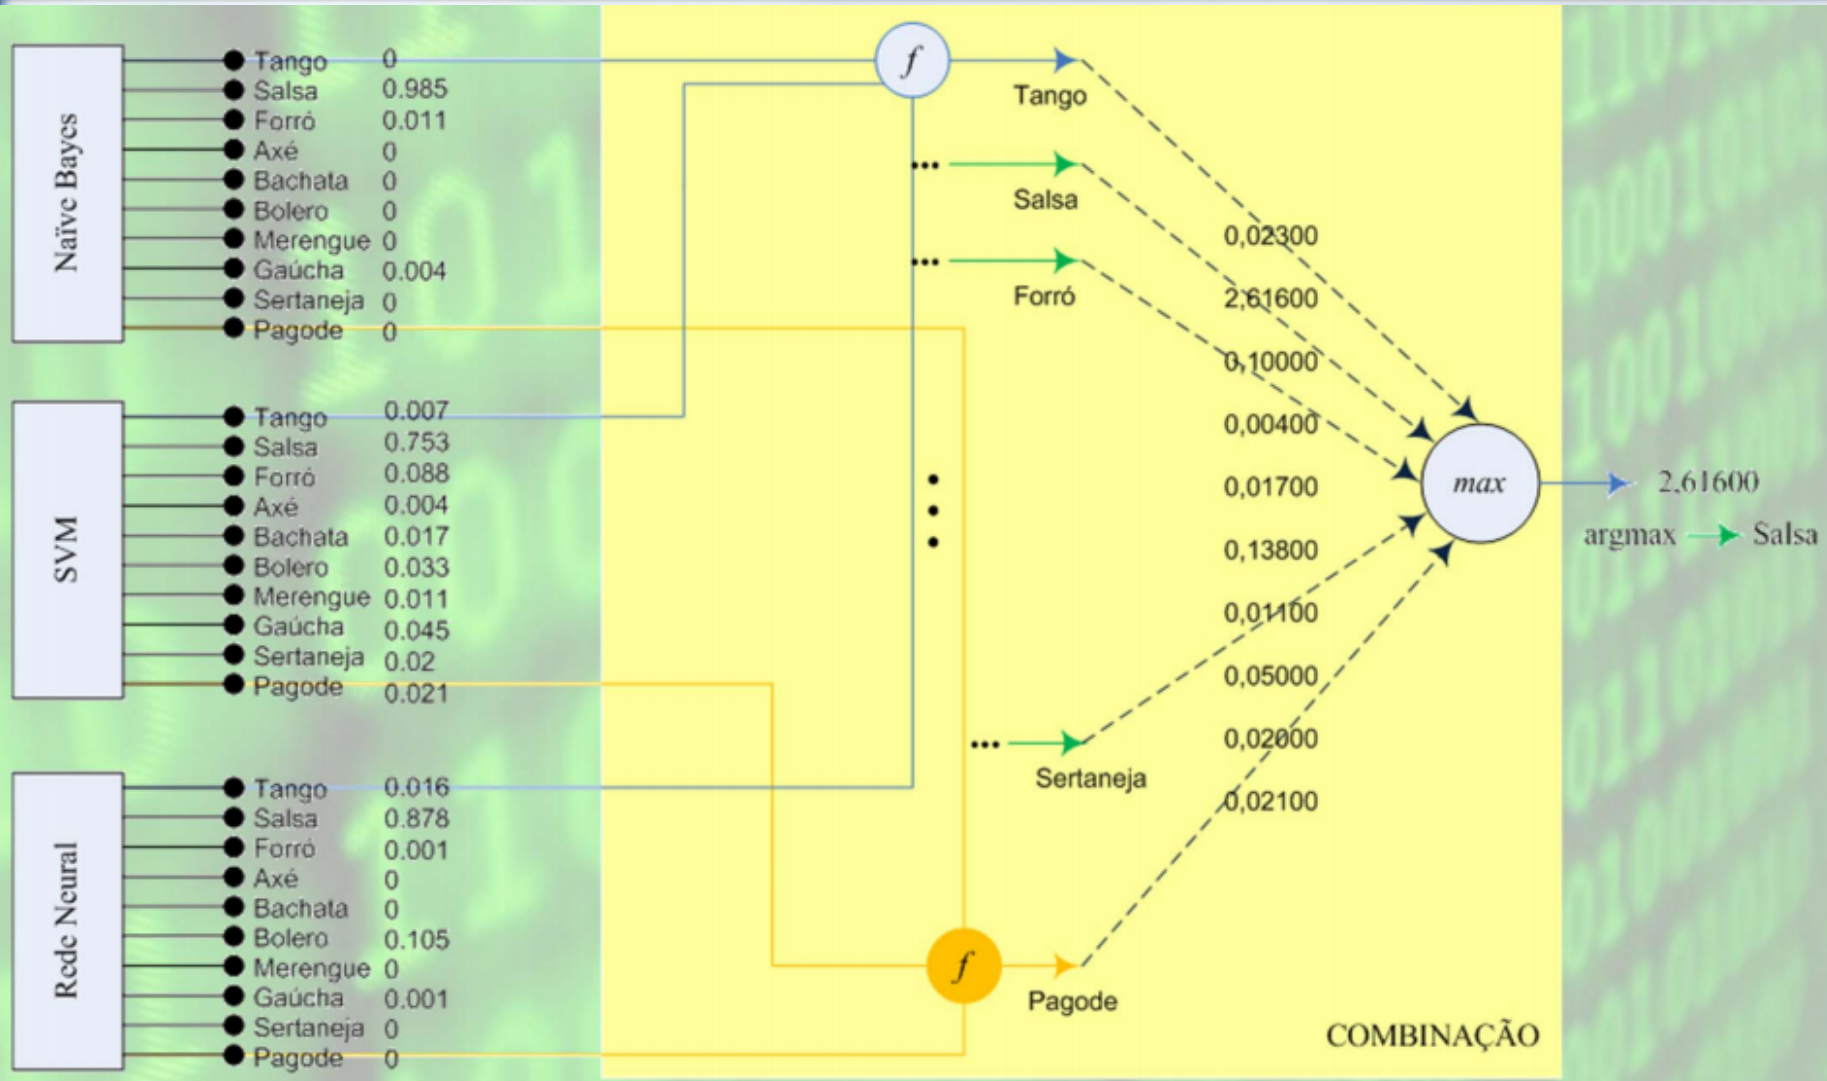 Naïve Bayes
Tango 0
Salsa 0.985
Forró 0.011
Axé 0
Bachata 0
Bolero 0
Merengue 0
Gaúcha 0.004
Sertaneja 0
Pagode 0
SVM
Tango 0.007
Salsa 0.753
Forró 0.088
Axé 0.004
Bachata 0.017
Bolero 0.033
Merengue 0.011
Gaúcha 0.045
Sertaneja 0.02
Pagode 0.021
Rede Neural
Tango 0.016
Salsa 0.878
Forró 0.001
Axé 0
Bachata 0
Bolero 0.105
Merengue 0
Gaúcha 0.001
Sertaneja 0
Pagode 0
f
Tango
... Salsa
... Forró
... Sertaneja
f
Pagode
0,02300
2,61600
0,10000
0,00400
0,01700
0,13800
0,01100
0,05000
0,02000
0,02100
max
2,61600
argmax Salsa
COMBINAÇÃO